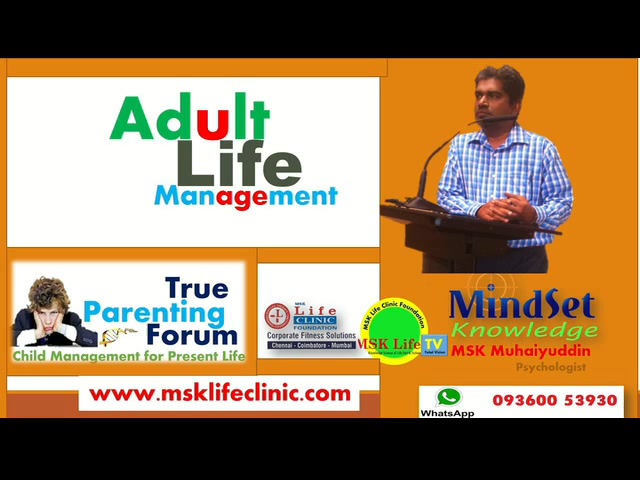 Adult
Life
Management
True
Parenting
Forum
Child Management for Present Life
MSK
Life
CLINIC
FOUNDATION
Corporate Fitness Solutions
Chennai - Coimbatore - Mumbai
MSK Life Clinic Foundation
MSK Life TV
MindSet
Knowledge
MSK Muhaiyuddin
Psychologist
www.msklifeclinic.com
WhatsApp
093600 53930